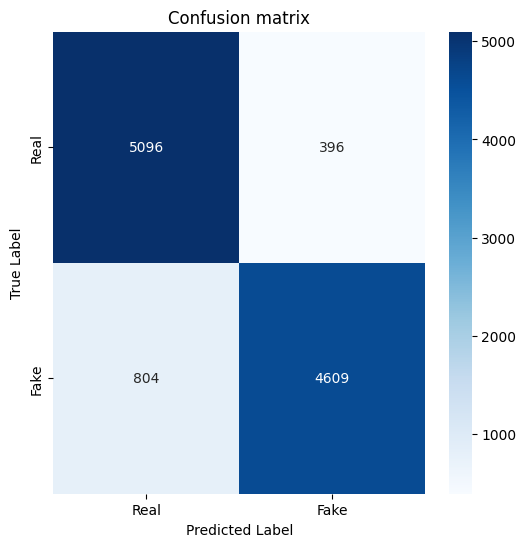 Confusion matrix
True Label
Real
5096
396
Fake
804
4609
Real
Fake
Predicted Label
5000
4000
3000
2000
1000